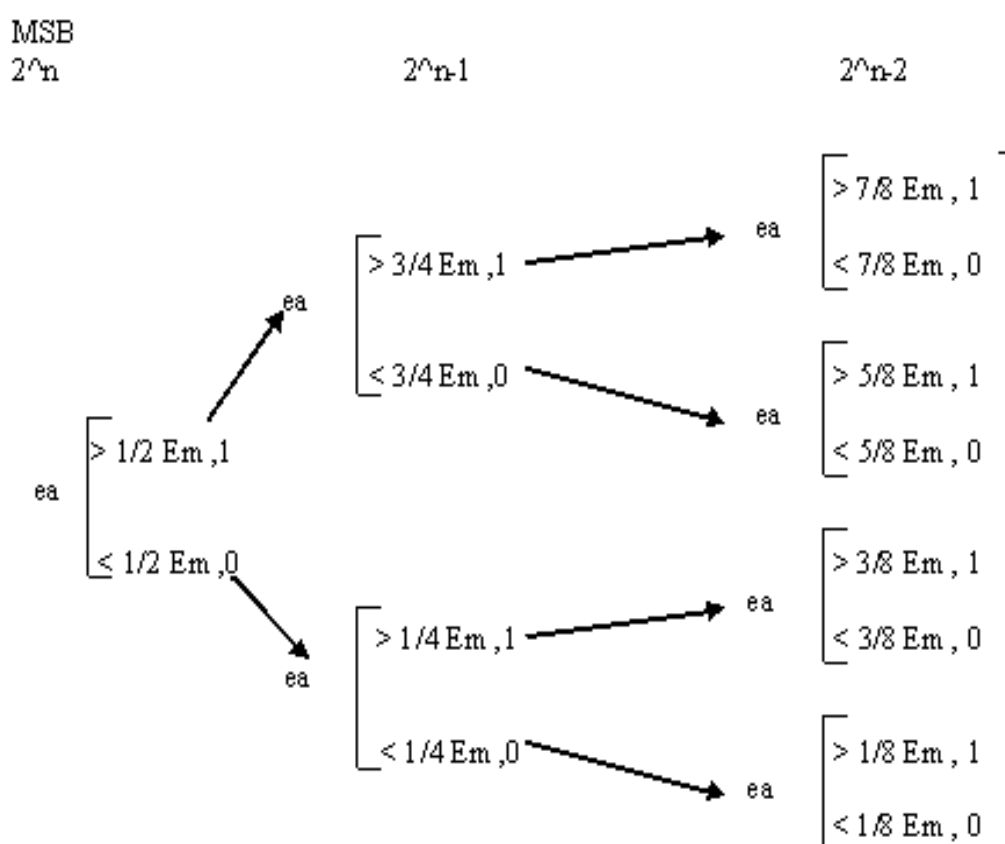 MSB
2^n 2^n-1 2^n-2
> 7/8 Em , 1
ea
> 3/4 Em ,1
< 7/8 Em , 0
ea
> 5/8 Em , 1
< 3/4 Em ,0
ea
> 1/2 Em ,1
< 5/8 Em , 0
ea
> 3/8 Em , 1
< 1/2 Em ,0
ea
> 1/4 Em ,1
< 3/8 Em , 0
ea
> 1/8 Em , 1
< 1/4 Em ,0
ea
< 1/8 Em , 0